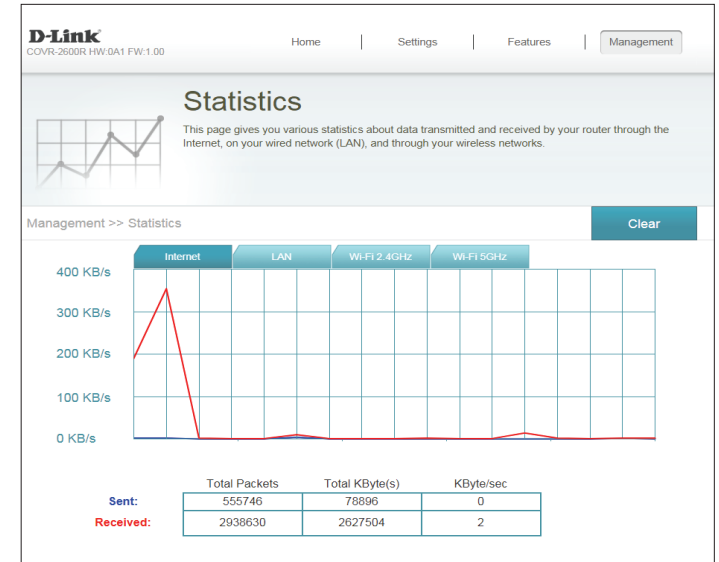 D-Link
COVR-2600R HW:0A1 FW:1.00
Home Settings Features Management
Statistics
This page gives you various statistics about data transmitted and received by your router through the
Internet, on your wired network (LAN), and through your wireless networks.
Management >> Statistics Clear
Internet LAN Wi-Fi 2.4GHz Wi-Fi 5GHz
400 KB/s
300 KB/s
200 KB/s
100 KB/s
0 KB/s
Total Packets Total KByte(s) KByte/sec
Sent: 555746 78896 0
Received: 2938630 2627504 2